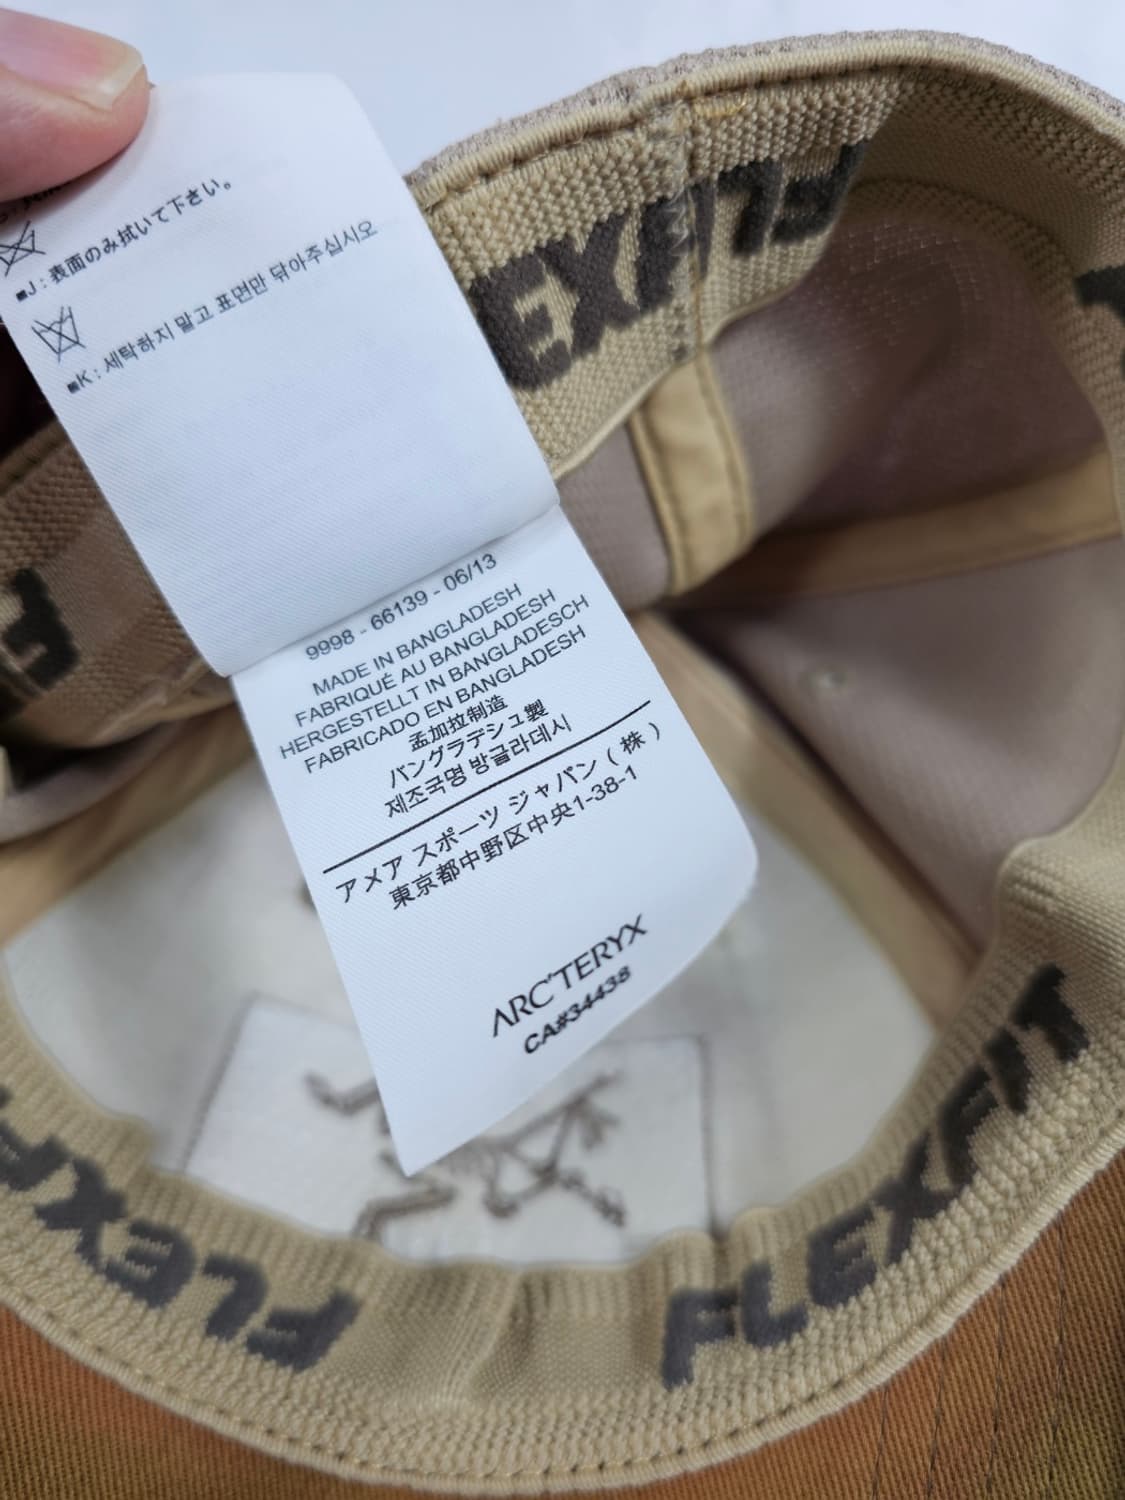 ■J : 表面のみ拭いて下さい。
■K : 세탁하지 말고 표면만 닦아주십시오
9998 - 66139 - 06/13
MADE IN BANGLADESH
FABRIQUÉ AU BANGLADESH
HERGESTELLT IN BANGLADESCH
FABRICADO EN BANGLADESH
孟加拉制造
バングラデシュ製
제조국명 방글라데시
アメア スポーツ ジャパン ( 株 )
東京都中野区中央1-38-1
ARC'TERYX
CA#34438
FLEXFIT
FLEXFIT
FLEXFIT